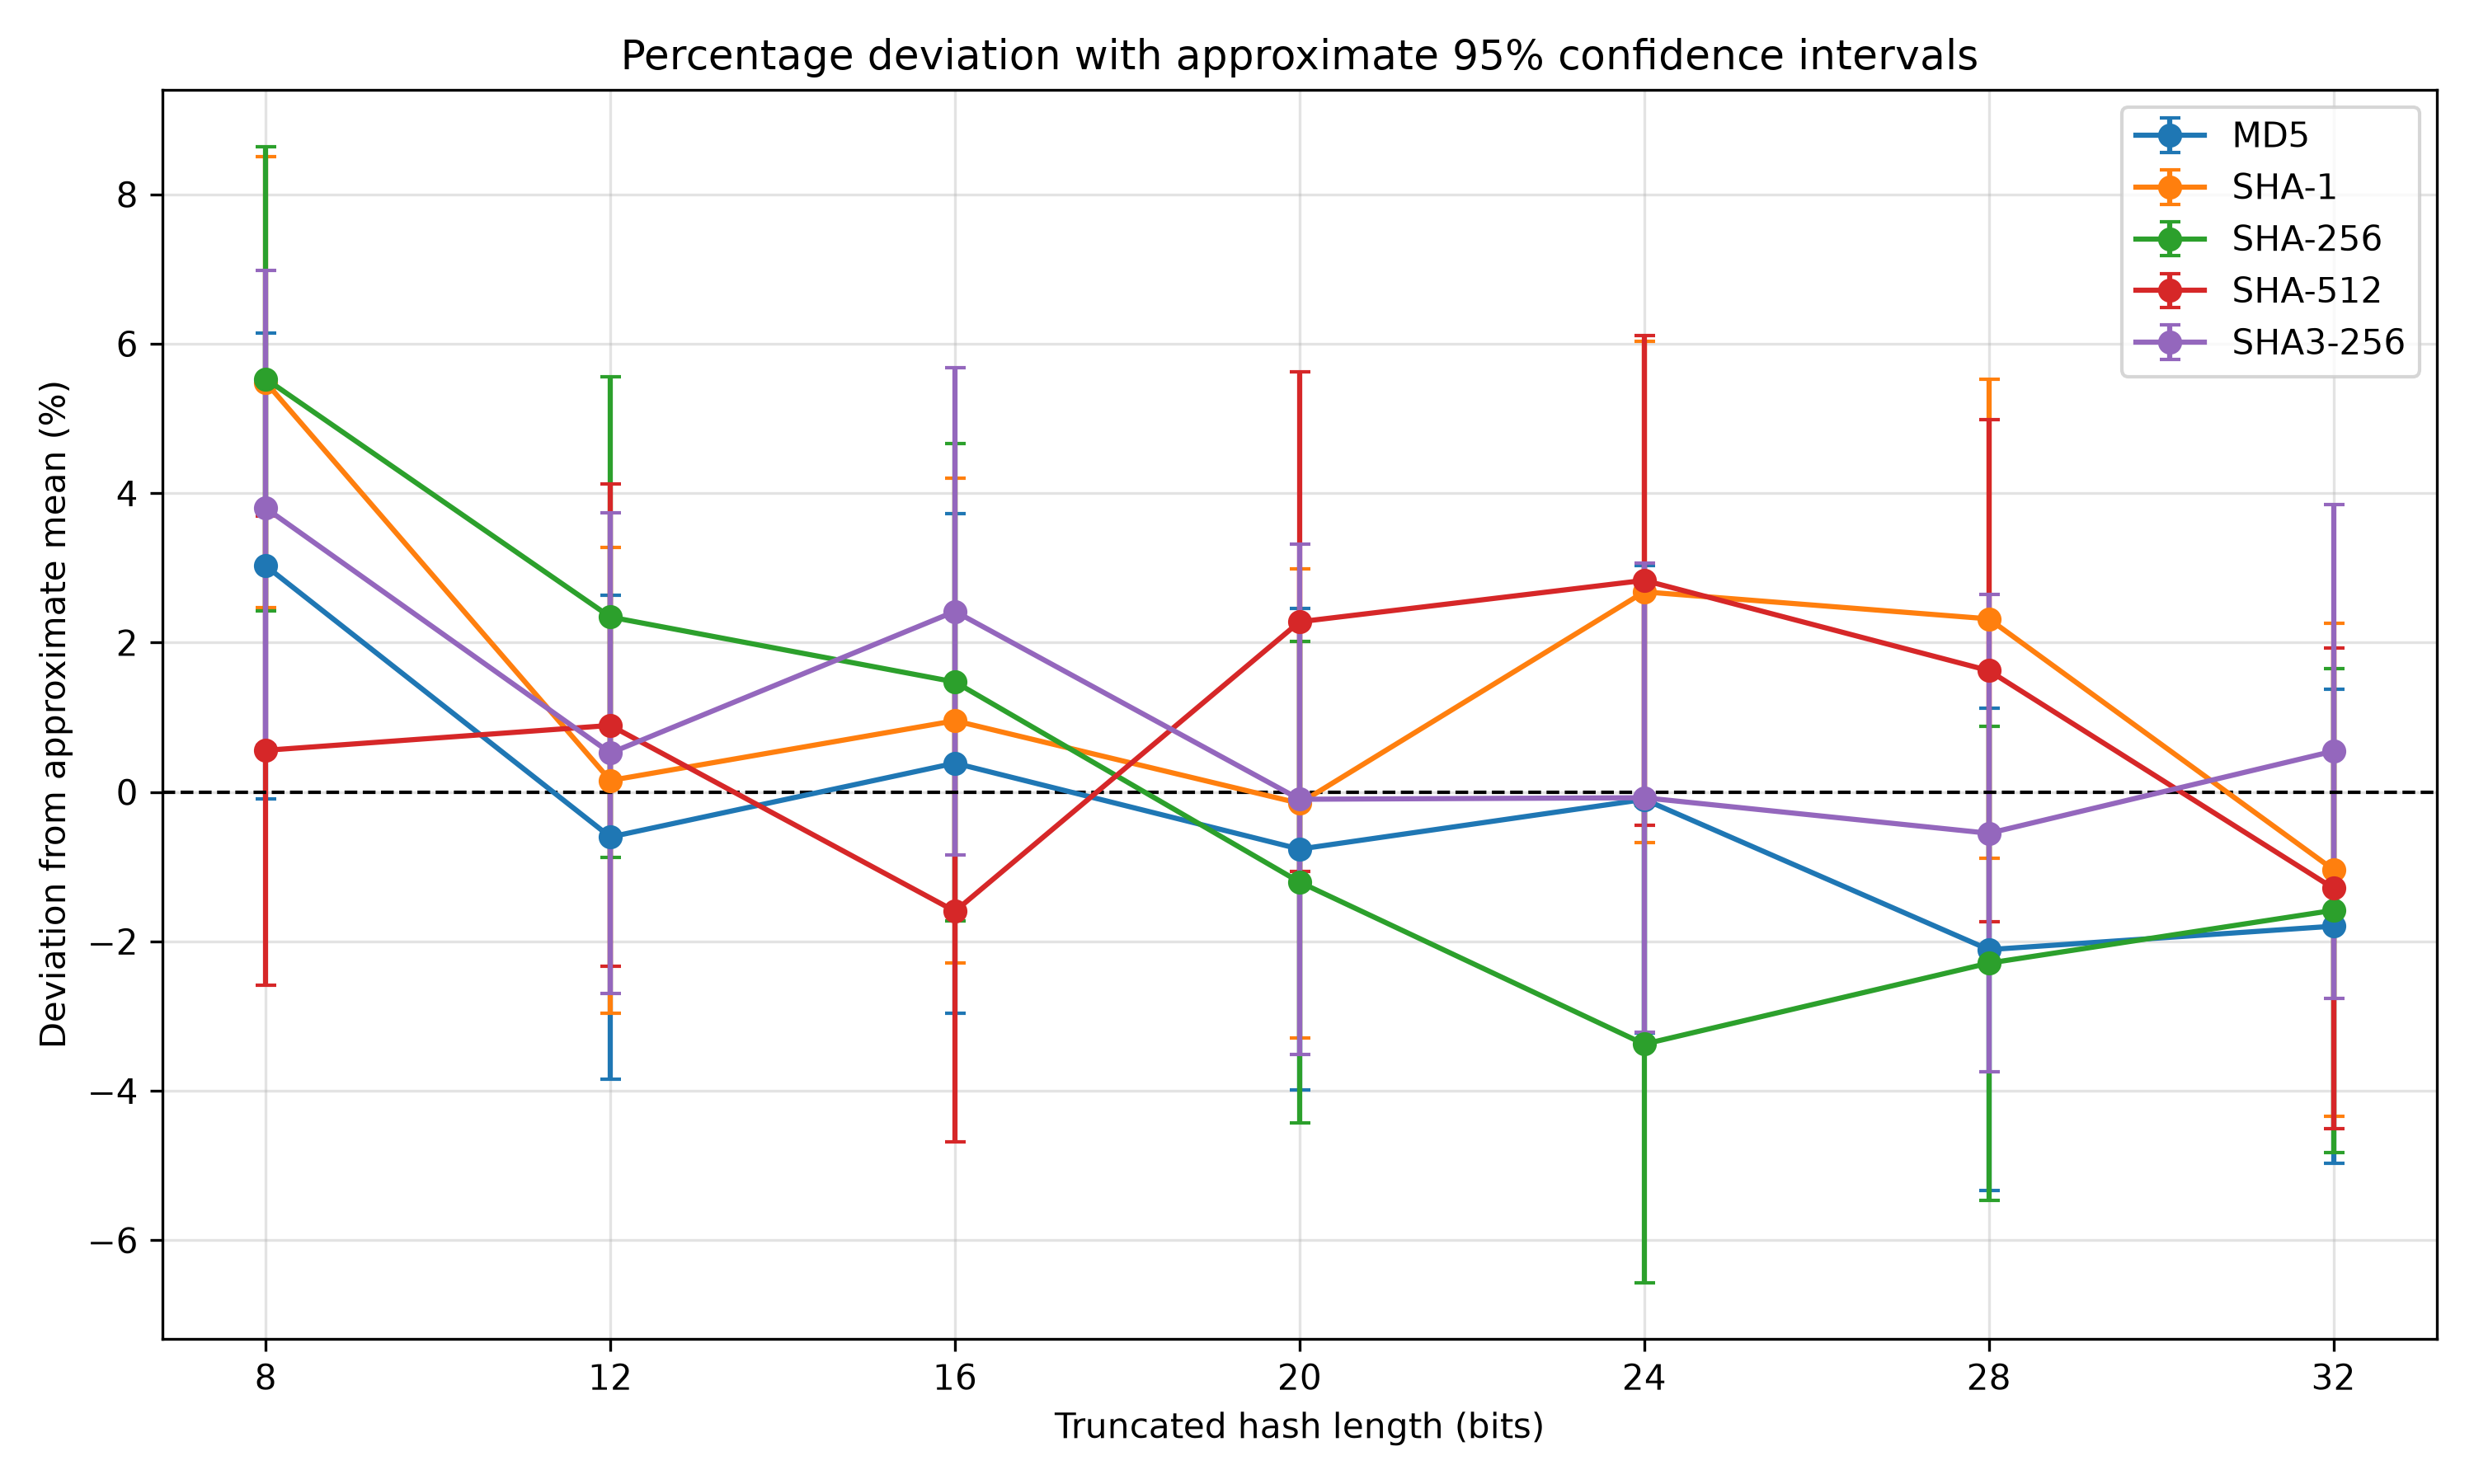 Percentage deviation with approximate 95% confidence intervals
MD5
SHA-1
SHA-256
SHA-512
SHA3-256
Deviation from approximate mean (%)
8
6
4
2
0
−2
−4
−6
8 12 16 20 24 28 32
Truncated hash length (bits)